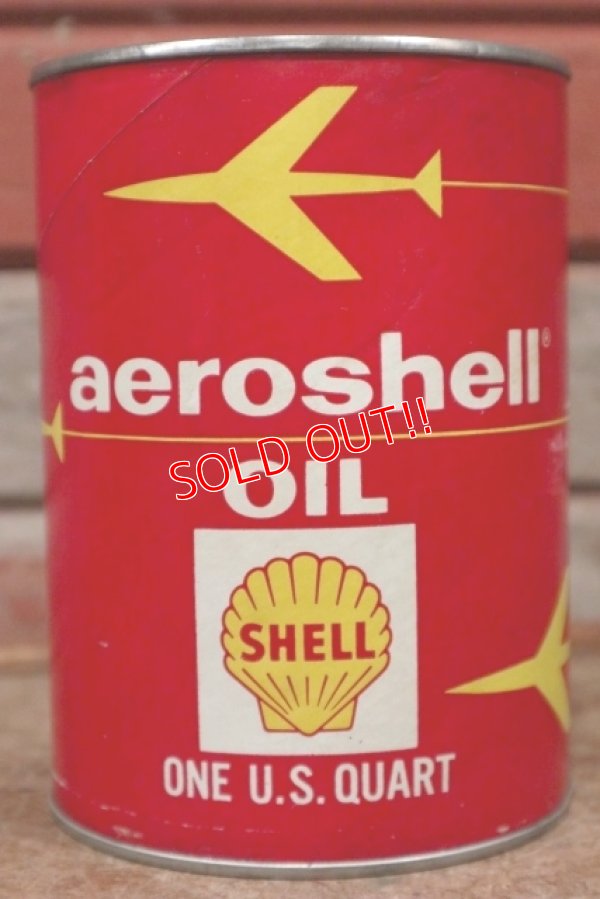 aeroshell®
SOLD OUT!!
OIL
SHELL
ONE U.S. QUART